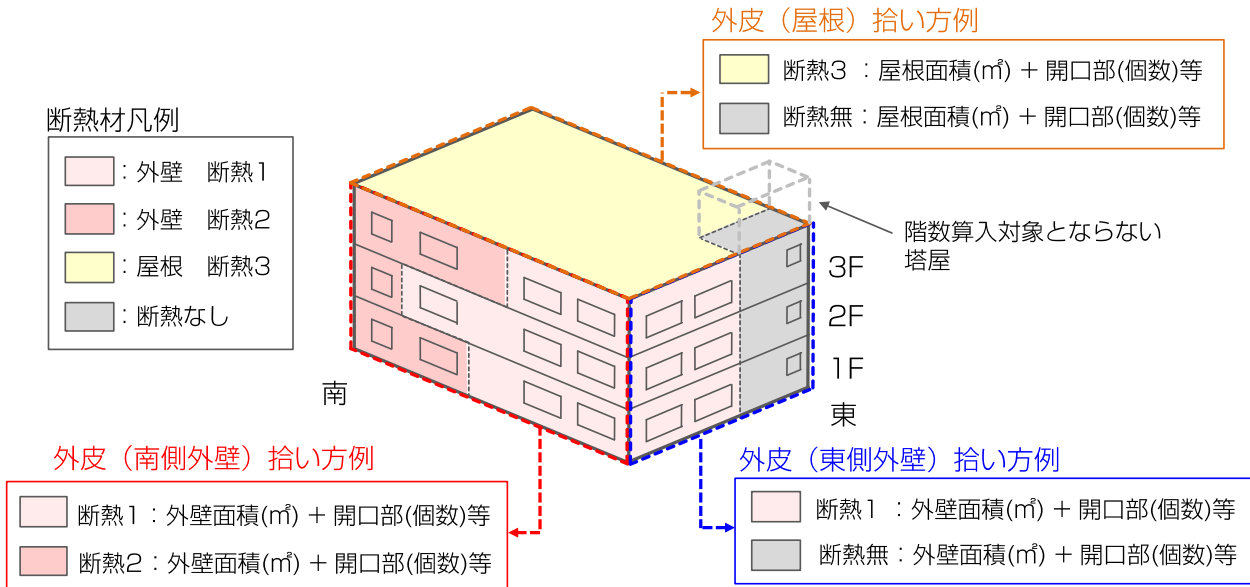 外皮（屋根）拾い方例
断熱3 ：屋根面積(㎡) + 開口部(個数)等
断熱無：屋根面積(㎡) + 開口部(個数)等
断熱材凡例
：外壁　断熱1
：外壁　断熱2
：屋根　断熱3
：断熱なし
階数算入対象とならない
塔屋
3F
2F
1F
南
東
外皮（南側外壁）拾い方例
断熱1：外壁面積(㎡) + 開口部(個数)等
断熱2：外壁面積(㎡) + 開口部(個数)等
外皮（東側外壁）拾い方例
断熱1 ：外壁面積(㎡) + 開口部(個数)等
断熱無：外壁面積(㎡) + 開口部(個数)等